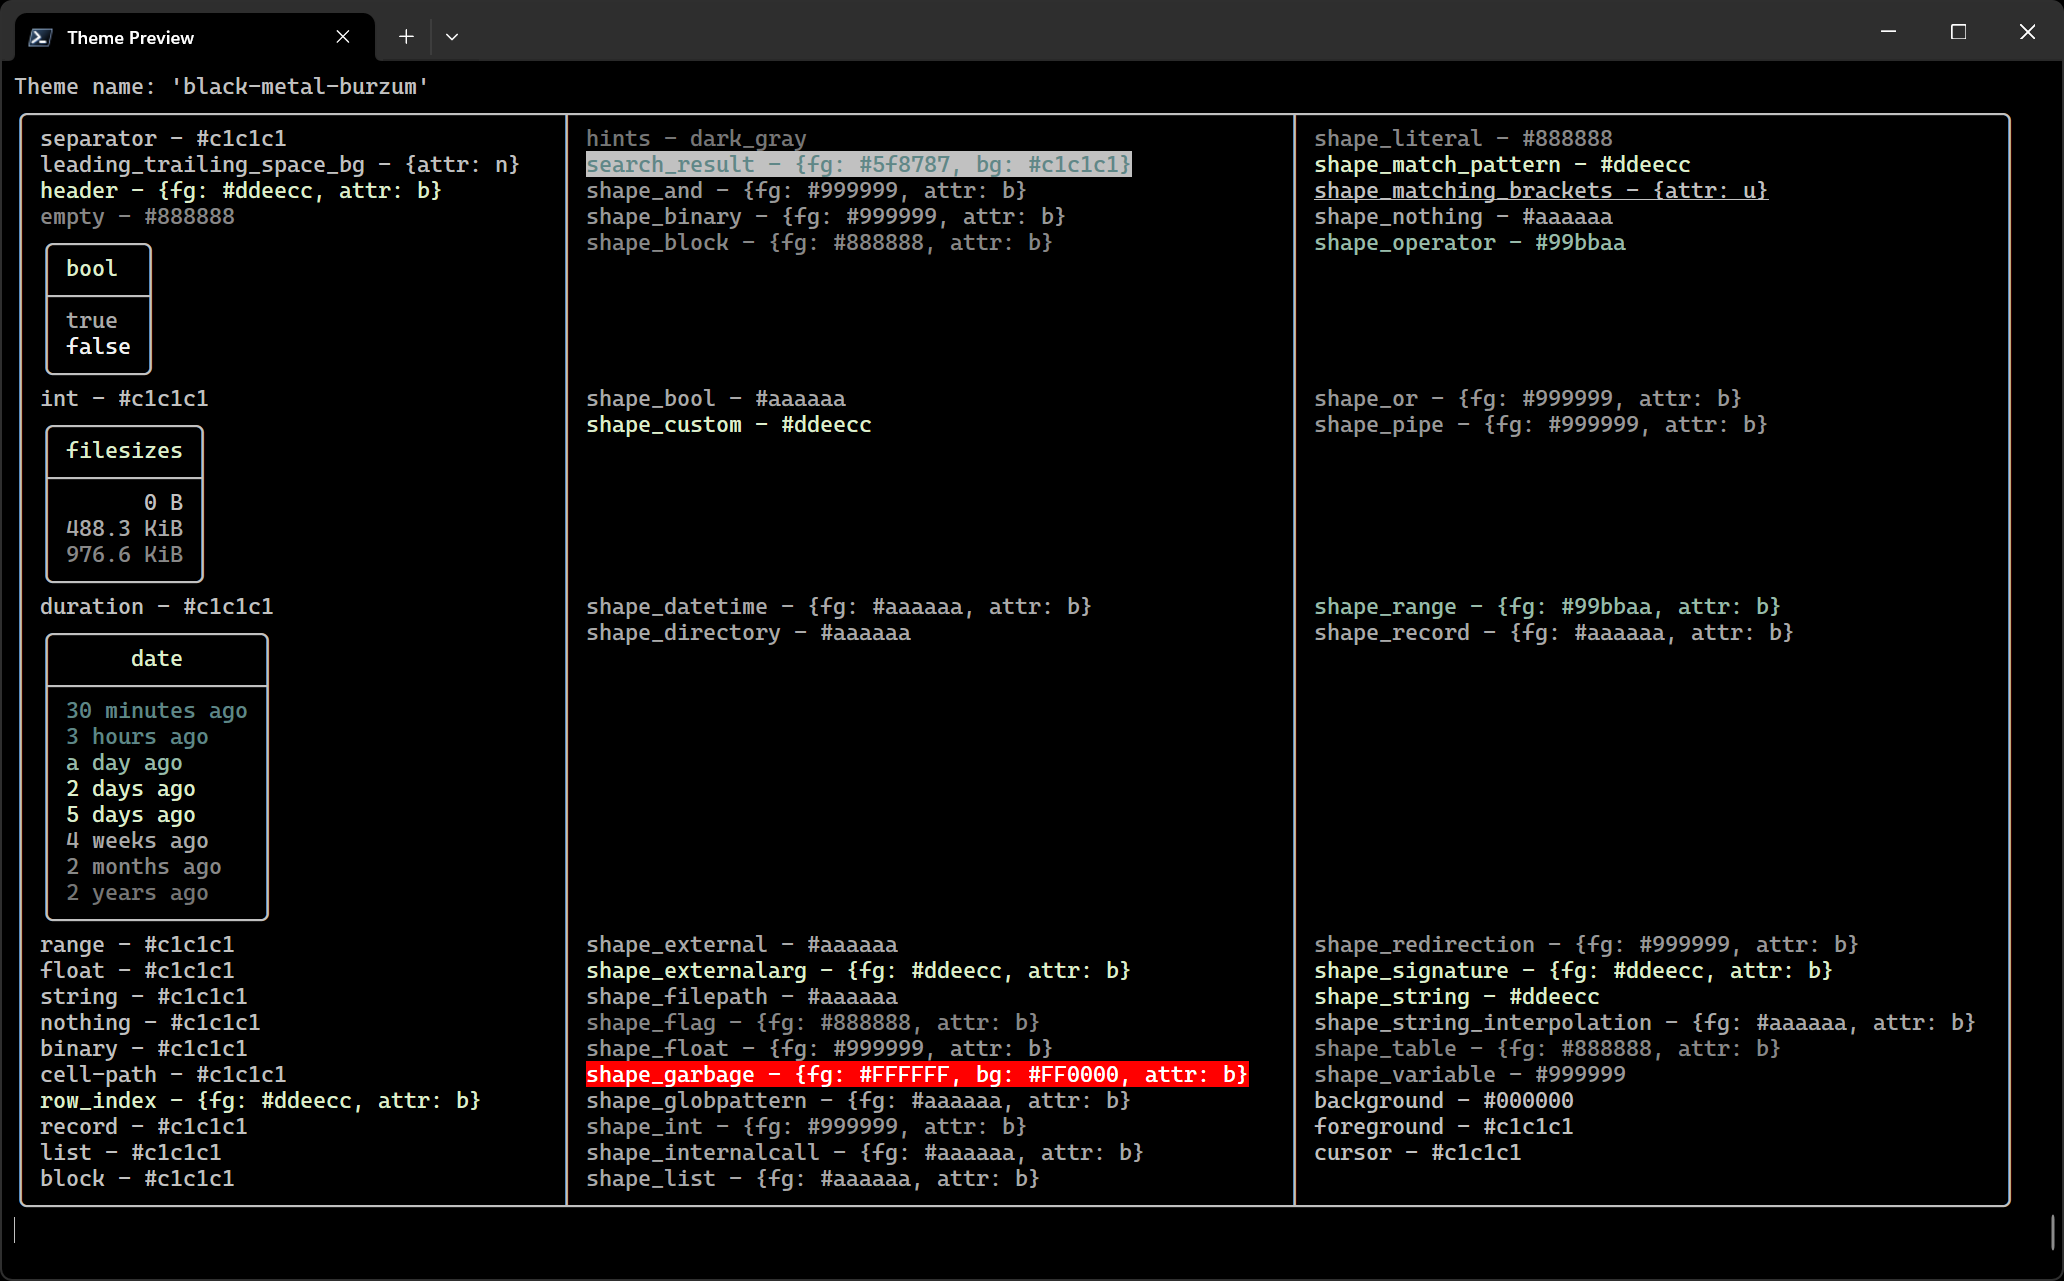 Theme Preview
Theme name: 'black-metal-burzum'
separator - #c1c1c1
leading_trailing_space_bg - {attr: n}
header - {fg: #ddeecc, attr: b}
empty - #888888
bool
true
false
int - #c1c1c1
filesizes
0 B
488.3 KiB
976.6 KiB
duration - #c1c1c1
date
30 minutes ago
3 hours ago
a day ago
2 days ago
5 days ago
4 weeks ago
2 months ago
2 years ago
range - #c1c1c1
float - #c1c1c1
string - #c1c1c1
nothing - #c1c1c1
binary - #c1c1c1
cell-path - #c1c1c1
row_index - {fg: #ddeecc, attr: b}
record - #c1c1c1
list - #c1c1c1
block - #c1c1c1
hints - dark_gray
search_result - {fg: #5f8787, bg: #c1c1c1}
shape_and - {fg: #999999, attr: b}
shape_binary - {fg: #999999, attr: b}
shape_block - {fg: #888888, attr: b}
shape_bool - #aaaaaa
shape_custom - #ddeecc
shape_datetime - {fg: #aaaaaa, attr: b}
shape_directory - #aaaaaa
shape_external - #aaaaaa
shape_externalarg - {fg: #ddeecc, attr: b}
shape_filepath - #aaaaaa
shape_flag - {fg: #888888, attr: b}
shape_float - {fg: #999999, attr: b}
shape_garbage - {fg: #FFFFFF, bg: #FF0000, attr: b}
shape_globpattern - {fg: #aaaaaa, attr: b}
shape_int - {fg: #999999, attr: b}
shape_internalcall - {fg: #aaaaaa, attr: b}
shape_list - {fg: #aaaaaa, attr: b}
shape_literal - #888888
shape_match_pattern - #ddeecc
shape_matching_brackets - {attr: u}
shape_nothing - #aaaaaa
shape_operator - #99bbaa
shape_or - {fg: #999999, attr: b}
shape_pipe - {fg: #999999, attr: b}
shape_range - {fg: #99bbaa, attr: b}
shape_record - {fg: #aaaaaa, attr: b}
shape_redirection - {fg: #999999, attr: b}
shape_signature - {fg: #ddeecc, attr: b}
shape_string - #ddeecc
shape_string_interpolation - {fg: #aaaaaa, attr: b}
shape_table - {fg: #888888, attr: b}
shape_variable - #999999
background - #000000
foreground - #c1c1c1
cursor - #c1c1c1